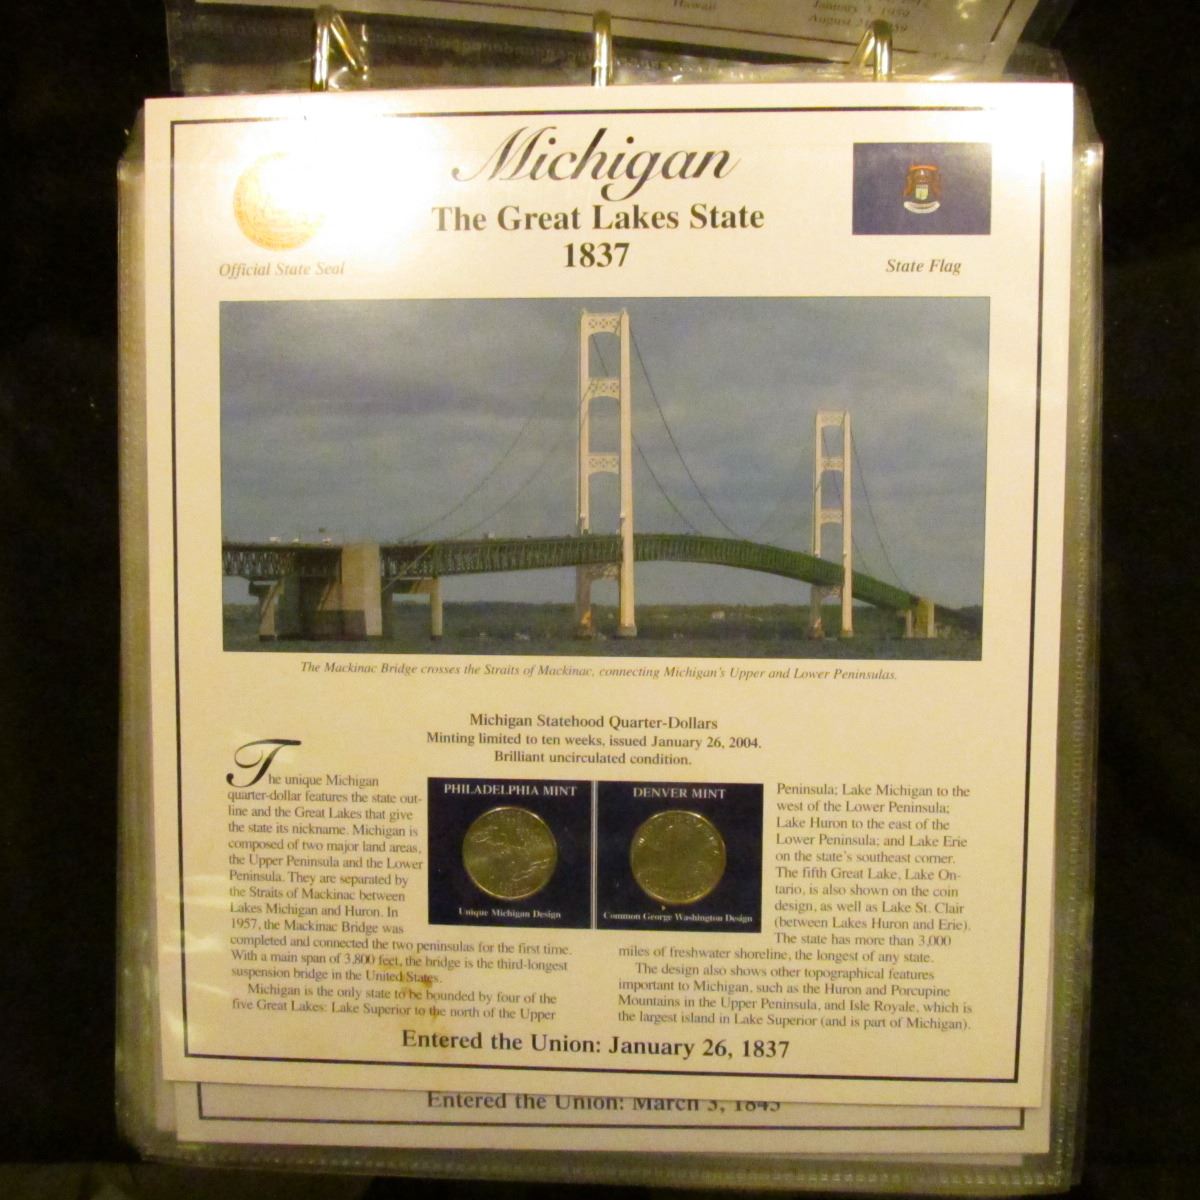 Hawaii
January 3, 1959
August 21, 1959
Michigan
The Great Lakes State
1837
Official State Seal
State Flag
The Mackinac Bridge crosses the Straits of Mackinac, connecting Michigan's Upper and Lower Peninsulas.
Michigan Statehood Quarter-Dollars
Minting limited to ten weeks, issued January 26, 2004.
Brilliant uncirculated condition.
The unique Michigan
quarter-dollar features the state out-
line and the Great Lakes that give
the state its nickname. Michigan is
composed of two major land areas,
the Upper Peninsula and the Lower
Peninsula. They are separated by
the Straits of Mackinac between
Lakes Michigan and Huron. In
1957, the Mackinac Bridge was
completed and connected the two peninsulas for the first time.
With a main span of 3,800 feet, the bridge is the third-longest
suspension bridge in the United States.
Michigan is the only state to be bounded by four of the
five Great Lakes: Lake Superior to the north of the Upper
PHILADELPHIA MINT
Unique Michigan Design
DENVER MINT
Common George Washington Design
Peninsula; Lake Michigan to the
west of the Lower Peninsula;
Lake Huron to the east of the
Lower Peninsula; and Lake Erie
on the state's southeast corner.
The fifth Great Lake, Lake On-
tario, is also shown on the coin
design, as well as Lake St. Clair
(between Lakes Huron and Erie).
The state has more than 3,000
miles of freshwater shoreline, the longest of any state.
The design also shows other topographical features
important to Michigan, such as the Huron and Porcupine
Mountains in the Upper Peninsula, and Isle Royale, which is
the largest island in Lake Superior (and is part of Michigan).
Entered the Union: January 26, 1837
Entered the Union: March 3, 1845